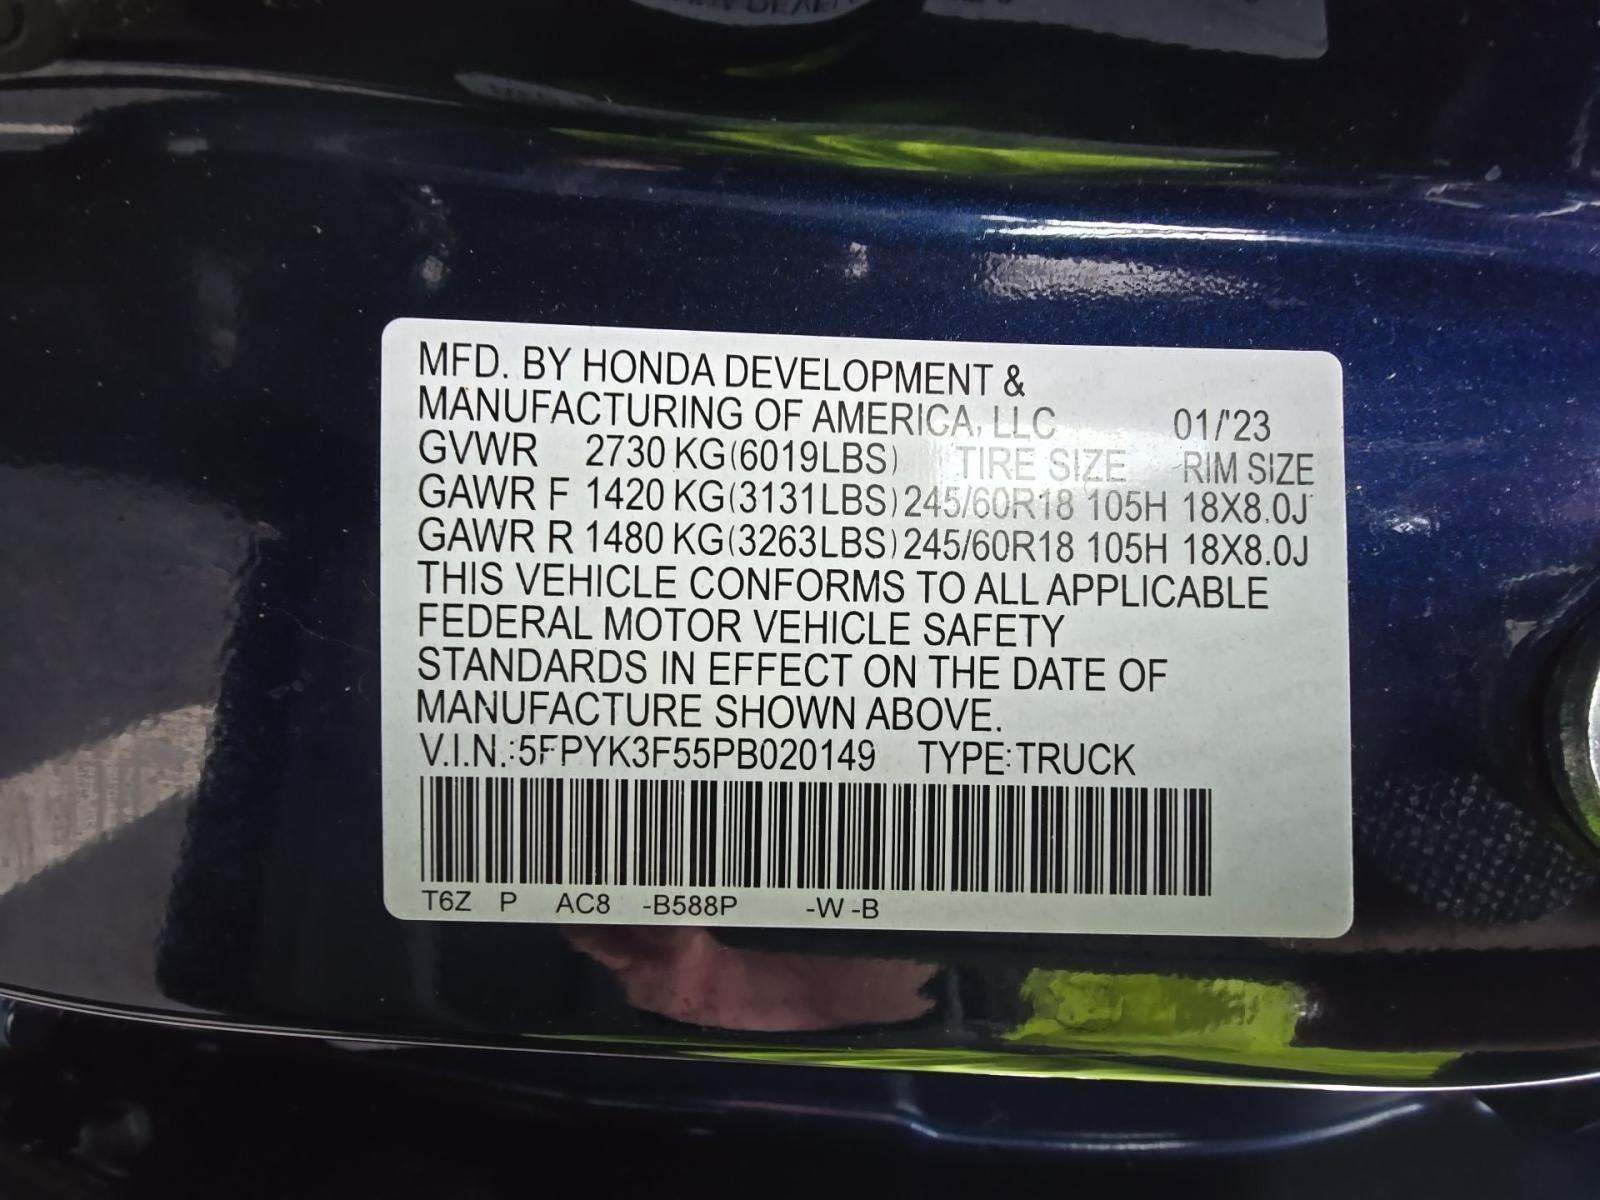 MFD. BY HONDA DEVELOPMENT &
MANUFACTURING OF AMERICA, LLC 01/'23
GVWR 2730 KG(6019LBS) TIRE SIZE RIM SIZE
GAWR F 1420 KG(3131LBS) 245/60R18 105H 18X8.0J
GAWR R 1480 KG(3263LBS) 245/60R18 105H 18X8.0J
THIS VEHICLE CONFORMS TO ALL APPLICABLE
FEDERAL MOTOR VEHICLE SAFETY
STANDARDS IN EFFECT ON THE DATE OF
MANUFACTURE SHOWN ABOVE.
V.I.N.:5FPYK3F55PB020149 TYPE:TRUCK
T6Z P AC8 -B588P -W -B